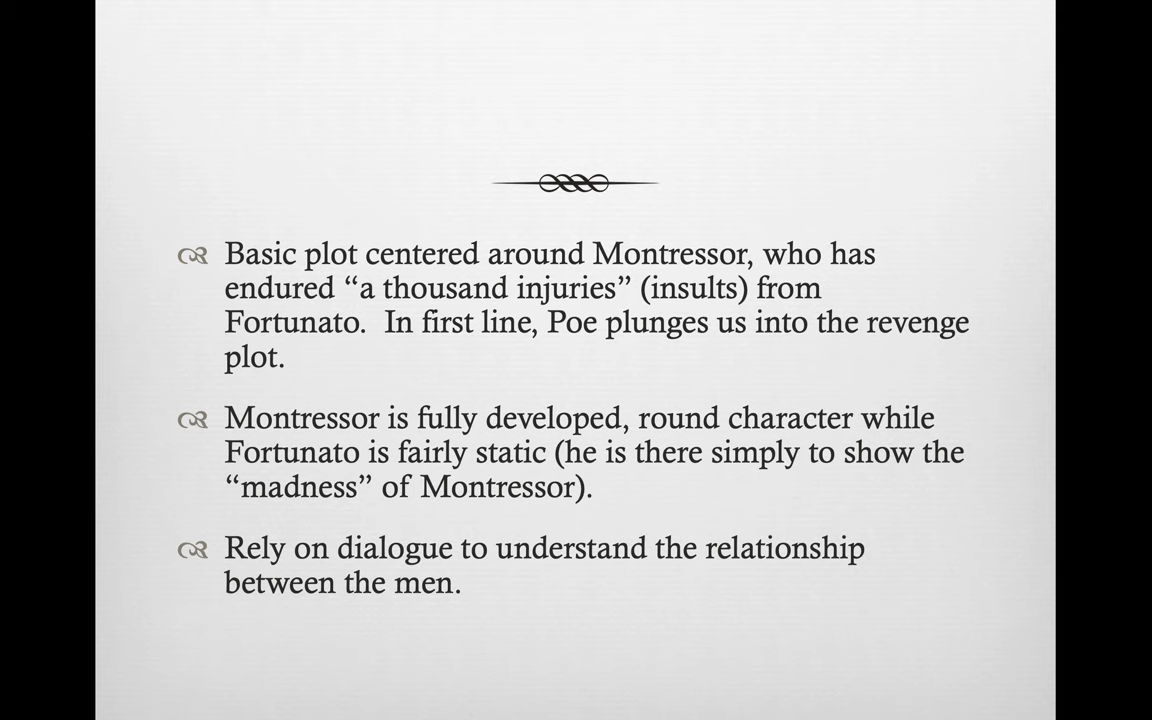 Basic plot centered around Montressor, who has
endured “a thousand injuries” (insults) from
Fortunato.  In first line, Poe plunges us into the revenge
plot.
Montressor is fully developed, round character while
Fortunato is fairly static (he is there simply to show the
“madness” of Montressor).
Rely on dialogue to understand the relationship
between the men.